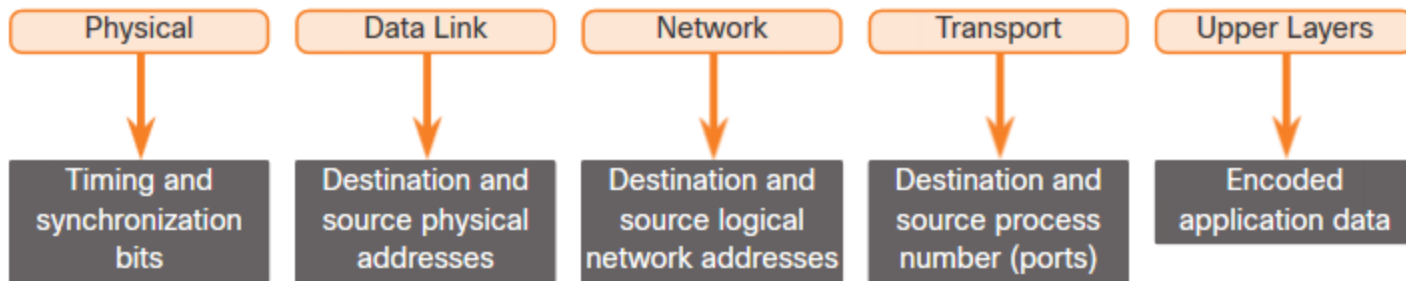 Physical
Data Link
Network
Transport
Upper Layers
Timing and
synchronization
bits
Destination and
source physical
addresses
Destination and
source logical
network addresses
Destination and
source process
number (ports)
Encoded
application data